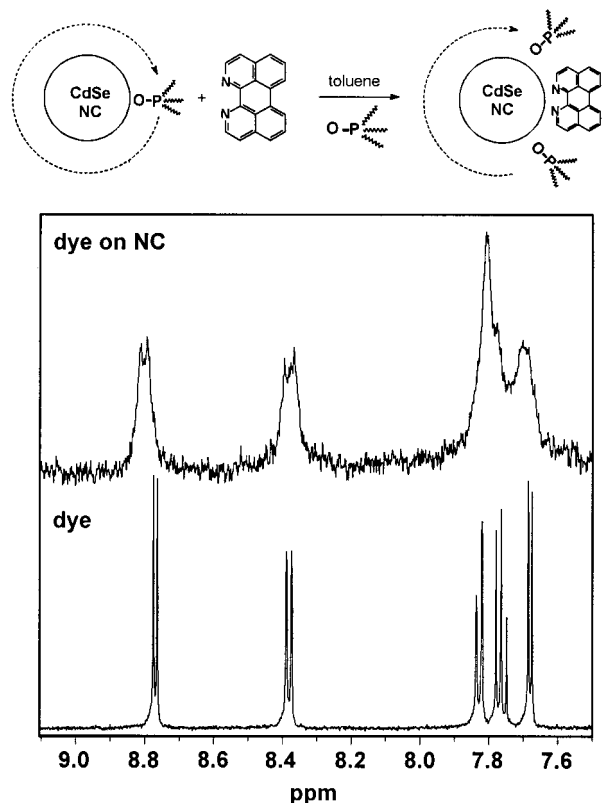 CdSe
NC
O-P
+
N
N
toluene
O-P
O-P
CdSe
NC
N
N
O-P
dye on NC
dye
9.0 8.8 8.6 8.4 8.2 8.0 7.8 7.6
ppm